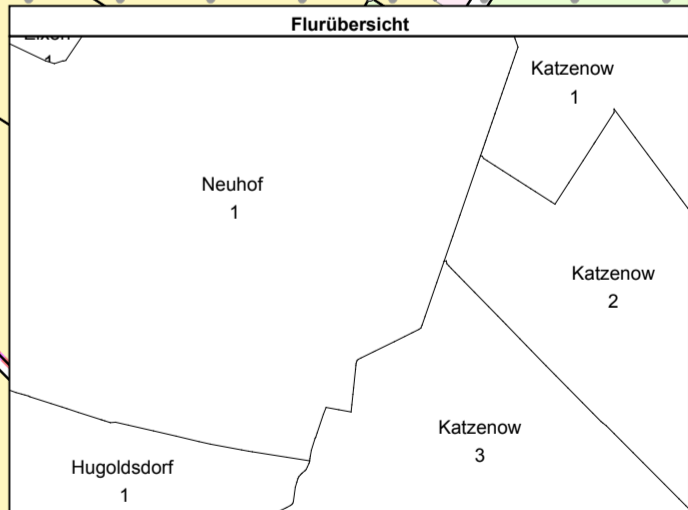 Flurübersicht
Katzenow
1
Neuhof
1
Katzenow
2
Katzenow
3
Hugoldsdorf
1